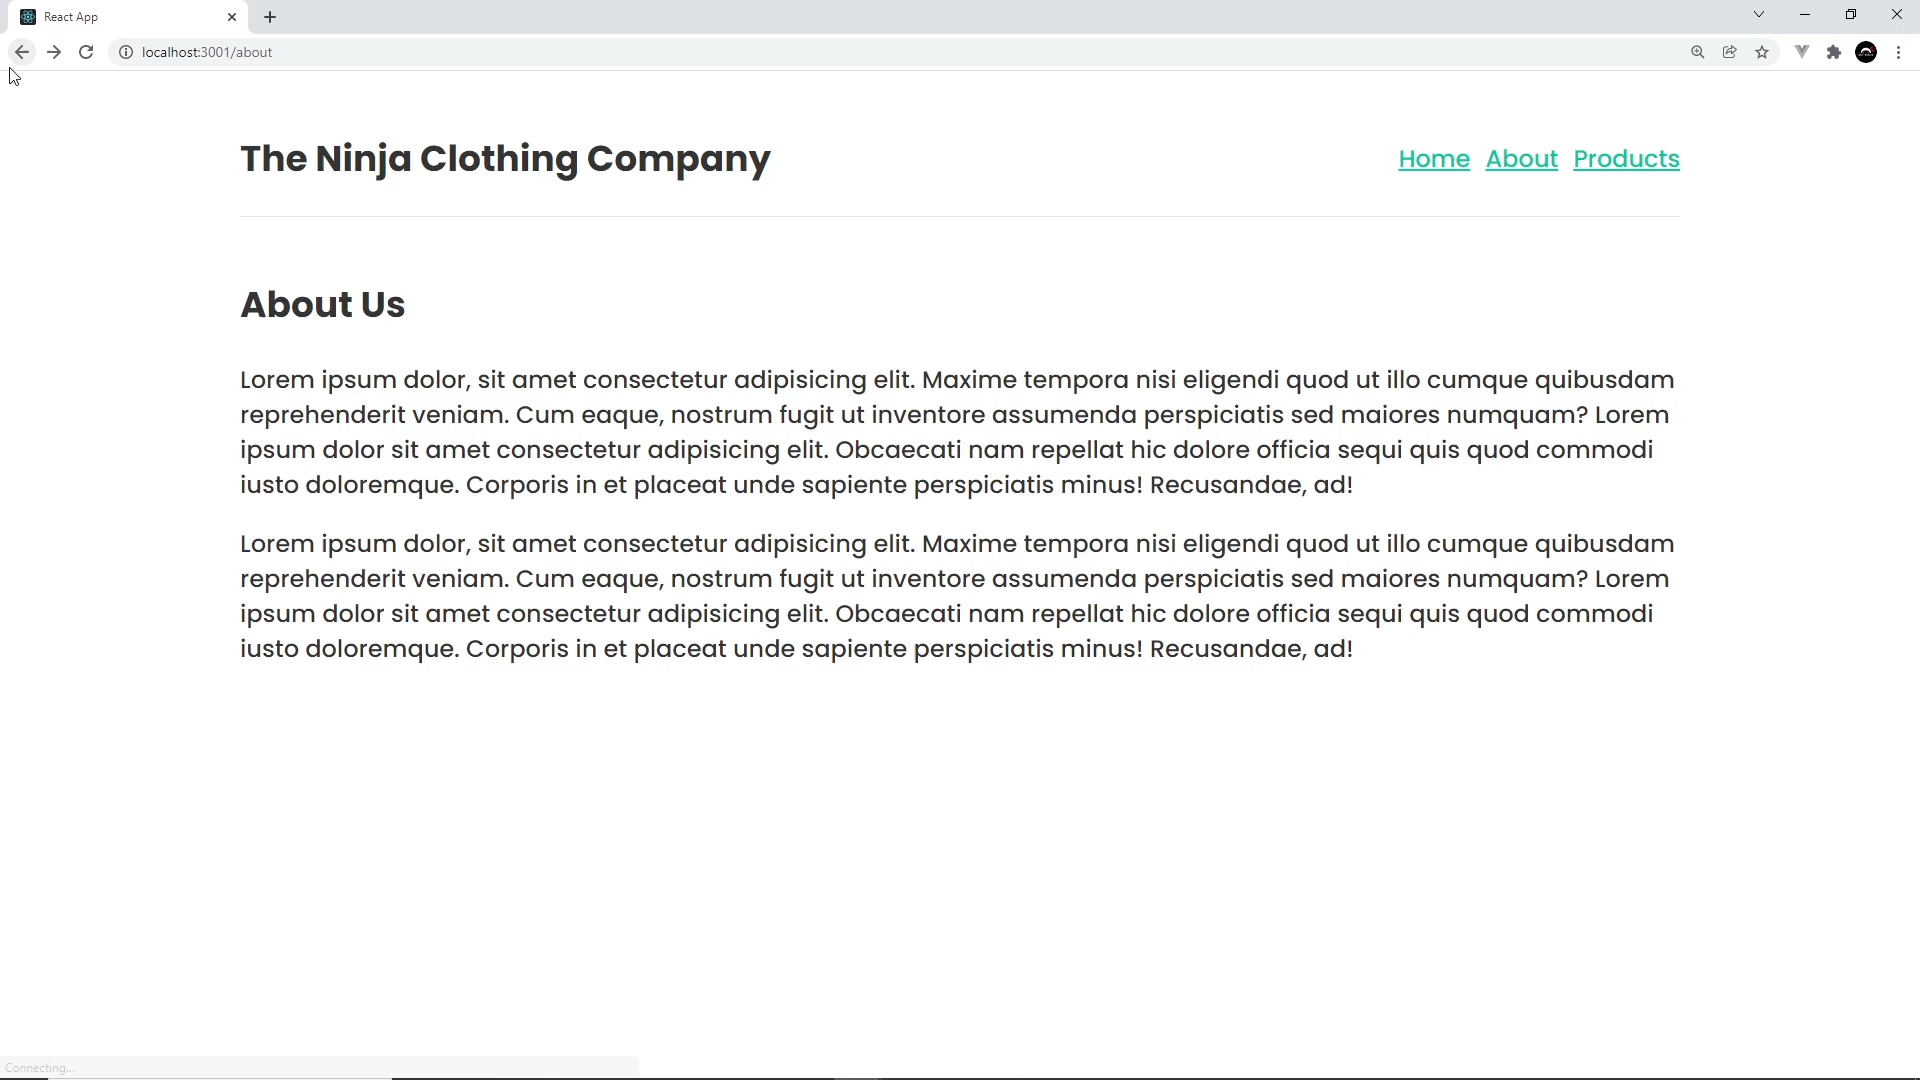 React App
localhost:3001/about
The Ninja Clothing Company
Home About Products
About Us
Lorem ipsum dolor, sit amet consectetur adipisicing elit. Maxime tempora nisi eligendi quod ut illo cumque quibusdam
reprehenderit veniam. Cum eaque, nostrum fugit ut inventore assumenda perspiciatis sed maiores numquam? Lorem
ipsum dolor sit amet consectetur adipisicing elit. Obcaecati nam repellat hic dolore officia sequi quis quod commodi
iusto doloremque. Corporis in et placeat unde sapiente perspiciatis minus! Recusandae, ad!
Lorem ipsum dolor, sit amet consectetur adipisicing elit. Maxime tempora nisi eligendi quod ut illo cumque quibusdam
reprehenderit veniam. Cum eaque, nostrum fugit ut inventore assumenda perspiciatis sed maiores numquam? Lorem
ipsum dolor sit amet consectetur adipisicing elit. Obcaecati nam repellat hic dolore officia sequi quis quod commodi
iusto doloremque. Corporis in et placeat unde sapiente perspiciatis minus! Recusandae, ad!
Connecting...